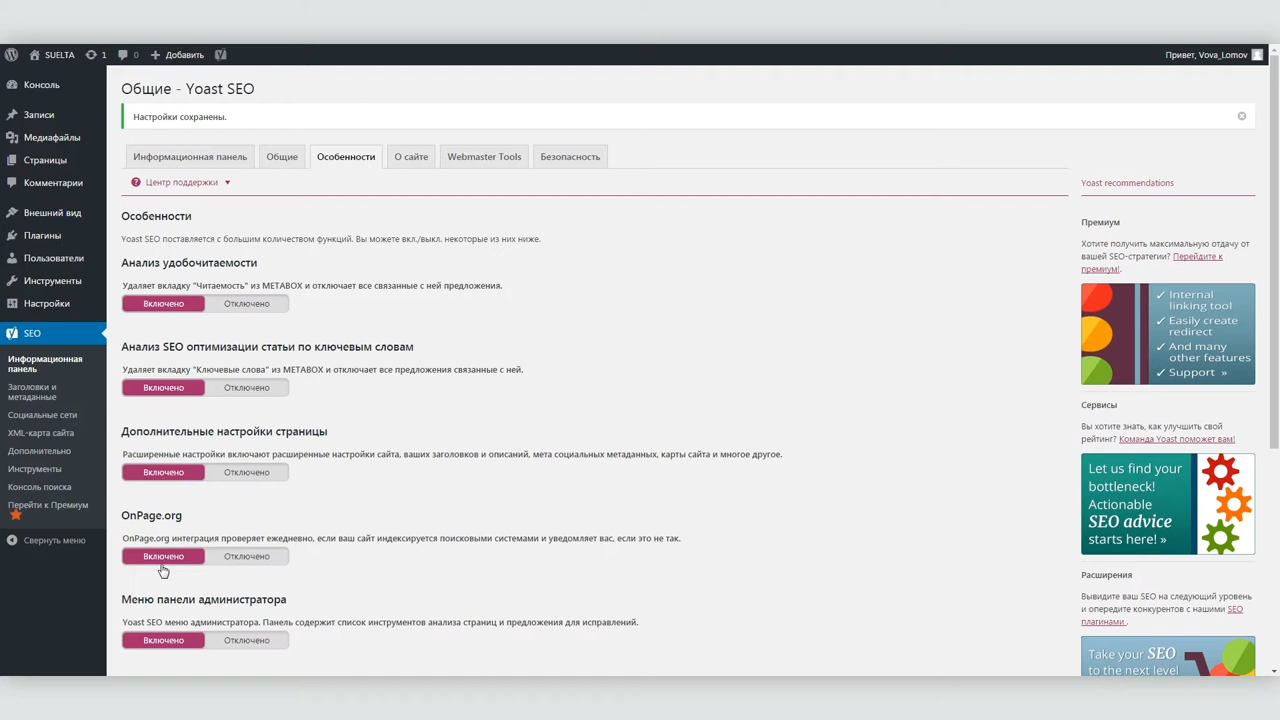 SUELTA
1
0
Добавить
Привет, Vova_Lomov
Консоль
Записи
Медиафайлы
Страницы
Комментарии
Внешний вид
Плагины
Пользователи
Инструменты
Настройки
SEO
Информационная
панель
Заголовки и
метаданные
Социальные сети
XML-карта сайта
Дополнительно
Инструменты
Консоль поиска
Перейти к Премиум
Свернуть меню
Общие - Yoast SEO
Настройки сохранены.
Информационная панель
Общие
Особенности
О сайте
Webmaster Tools
Безопасность
Центр поддержки
Особенности
Yoast SEO поставляется с большим количеством функций. Вы можете вкл./выкл. некоторые из них ниже.
Анализ удобочитаемости
Удаляет вкладку "Читаемость" из METABOX и отключает все связанные с ней предложения.
Включено
Отключено
Анализ SEO оптимизации статьи по ключевым словам
Удаляет вкладку "Ключевые слова" из METABOX и отключает все предложения связанные с ней.
Включено
Отключено
Дополнительные настройки страницы
Расширенные настройки включают расширенные настройки сайта, ваших заголовков и описаний, мета социальных метаданных, карты сайта и многое другое.
Включено
Отключено
OnPage.org
OnPage.org интеграция проверяет ежедневно, если ваш сайт индексируется поисковыми системами и уведомляет вас, если это не так.
Включено
Отключено
Меню панели администратора
Yoast SEO меню администратора. Панель содержит список инструментов анализа страниц и предложения для исправлений.
Включено
Отключено
Yoast recommendations
Премиум
Хотите получить максимальную отдачу от
вашей SEO-стратегии? Перейдите к
премиум!.
✓ Internal
linking tool
✓ Easily create
redirect
✓ And many
other features
✓ Support »
Сервисы
Вы хотите знать, как улучшить свой
рейтинг? Команда Yoast поможет вам!
Let us find your
bottleneck!
Actionable
SEO advice
starts here! »
Расширения
Вывидите ваш SEO на следующий уровень
и опередите конкурентов с нашими SEO
плагинами .
Take your SEO
to the next level